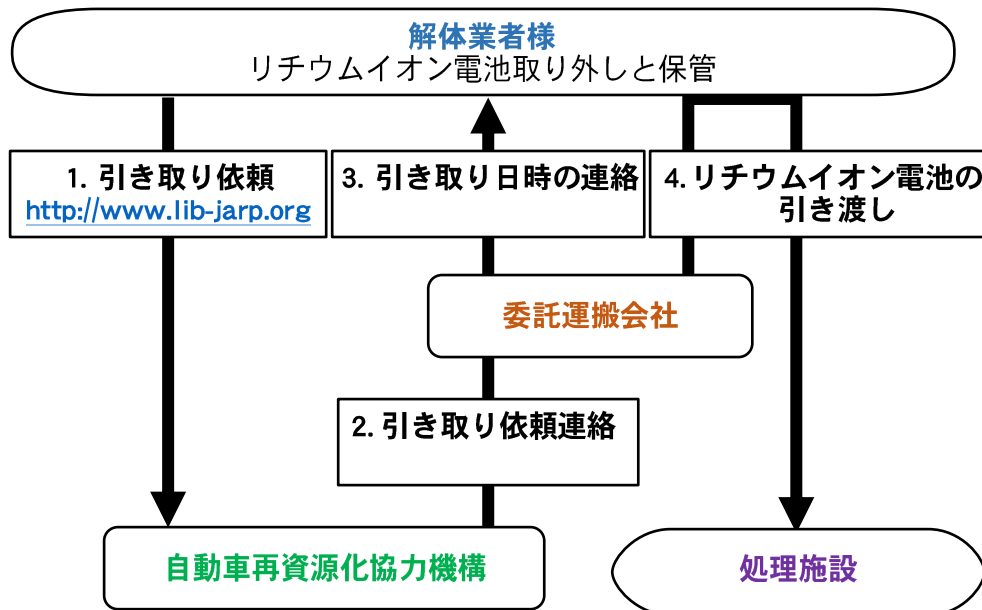 解体業者様
リチウムイオン電池取り外しと保管
1. 引き取り依頼
http://www.lib-jarp.org
3. 引き取り日時の連絡
4. リチウムイオン電池の
引き渡し
委託運搬会社
2. 引き取り依頼連絡
自動車再資源化協力機構
処理施設